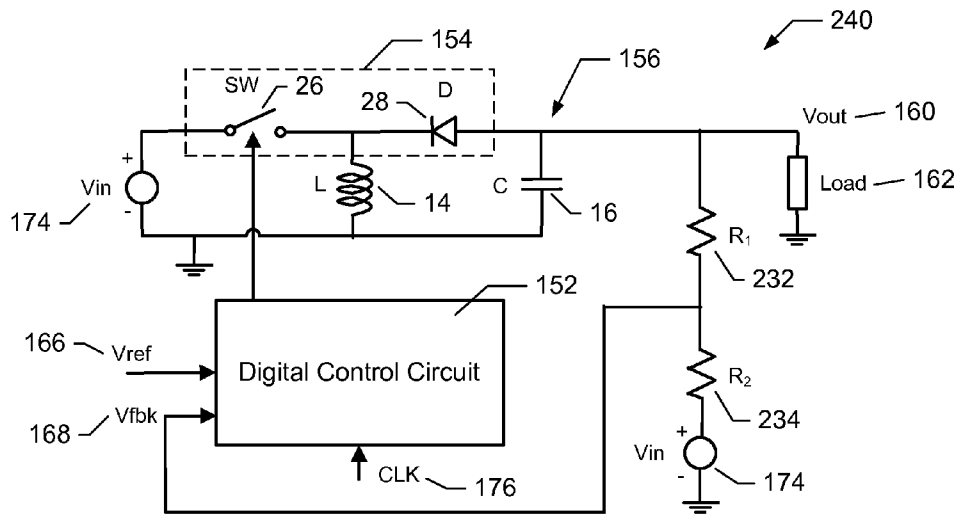 240
154
156
SW 26
28 D
Vout 160
+
Vin
-
174
L
14
C
16
Load 162
R1
232
152
166 Vref
Digital Control Circuit
R2
234
168 Vfbk
+
Vin
-
174
CLK 176